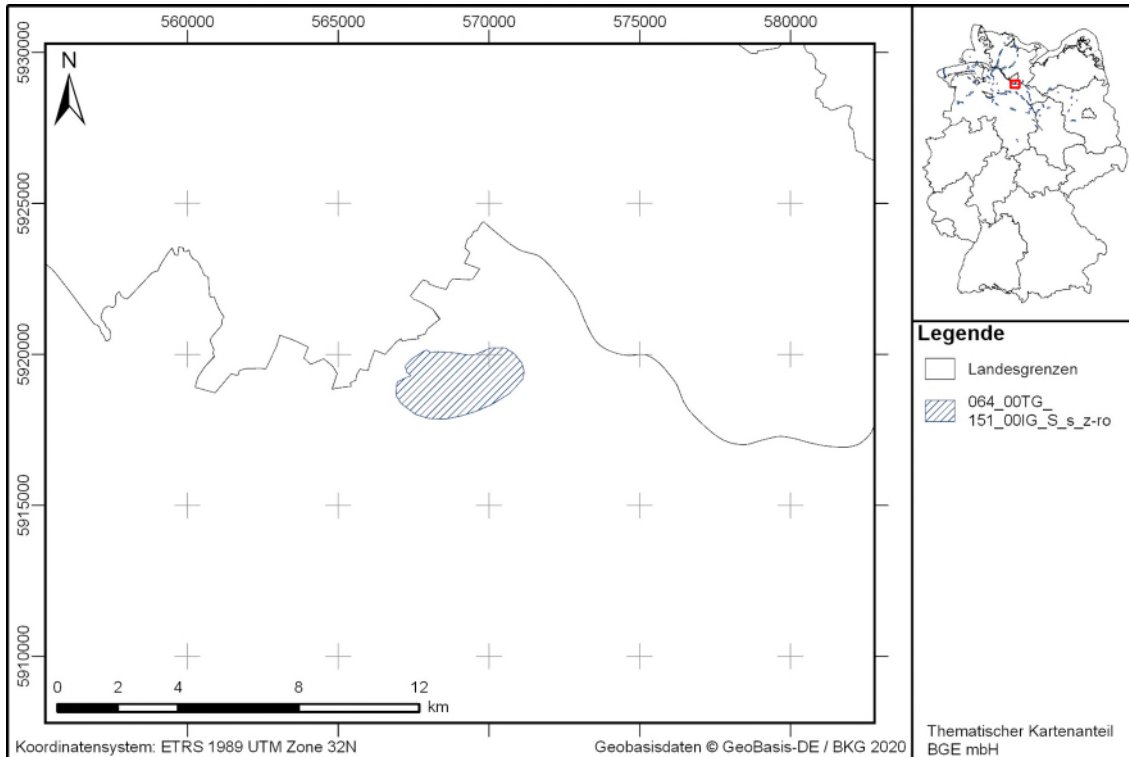 560000 565000 570000 575000 580000
5930000
5925000
5920000
5915000
5910000
N
0 2 4 8 12
km
Koordinatensystem: ETRS 1989 UTM Zone 32N
Geobasisdaten © GeoBasis-DE / BKG 2020
Legende
Landesgrenzen
064_00TG_
151_00IG_S_s_z-ro
Thematischer Kartenanteil
BGE mbH